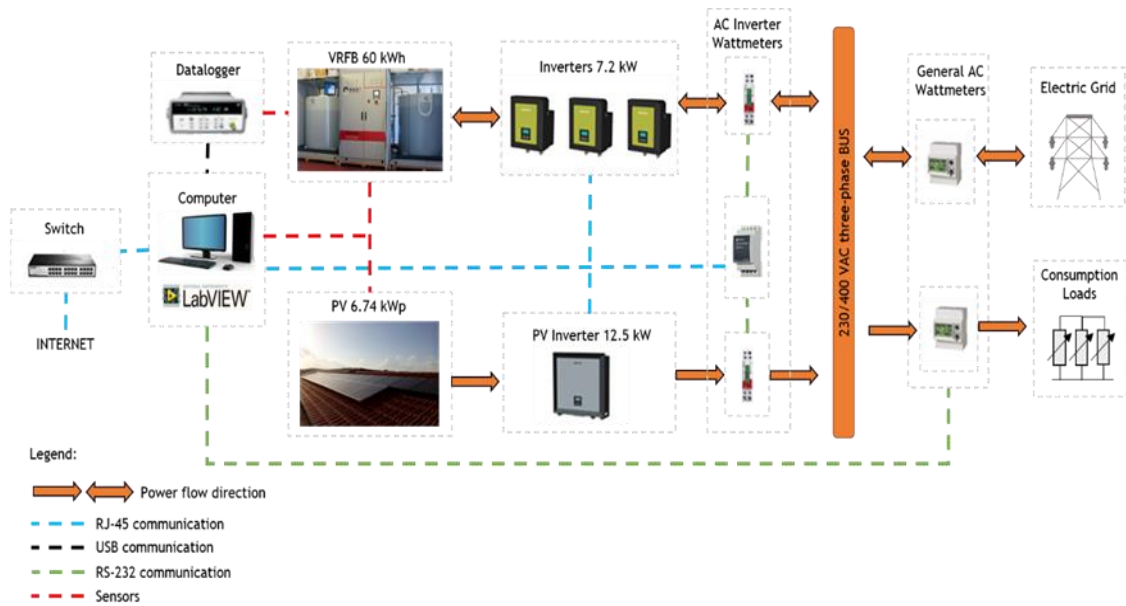 Datalogger
VRFB 60 kWh
Inverters 7.2 kW
AC Inverter
Wattmeters
General AC
Wattmeters
Electric Grid
Switch
Computer
LabVIEW
INTERNET
PV 6.74 kWp
PV Inverter 12.5 kW
230/400 VAC three-phase BUS
Consumption
Loads
Legend:
Power flow direction
RJ-45 communication
USB communication
RS-232 communication
Sensors